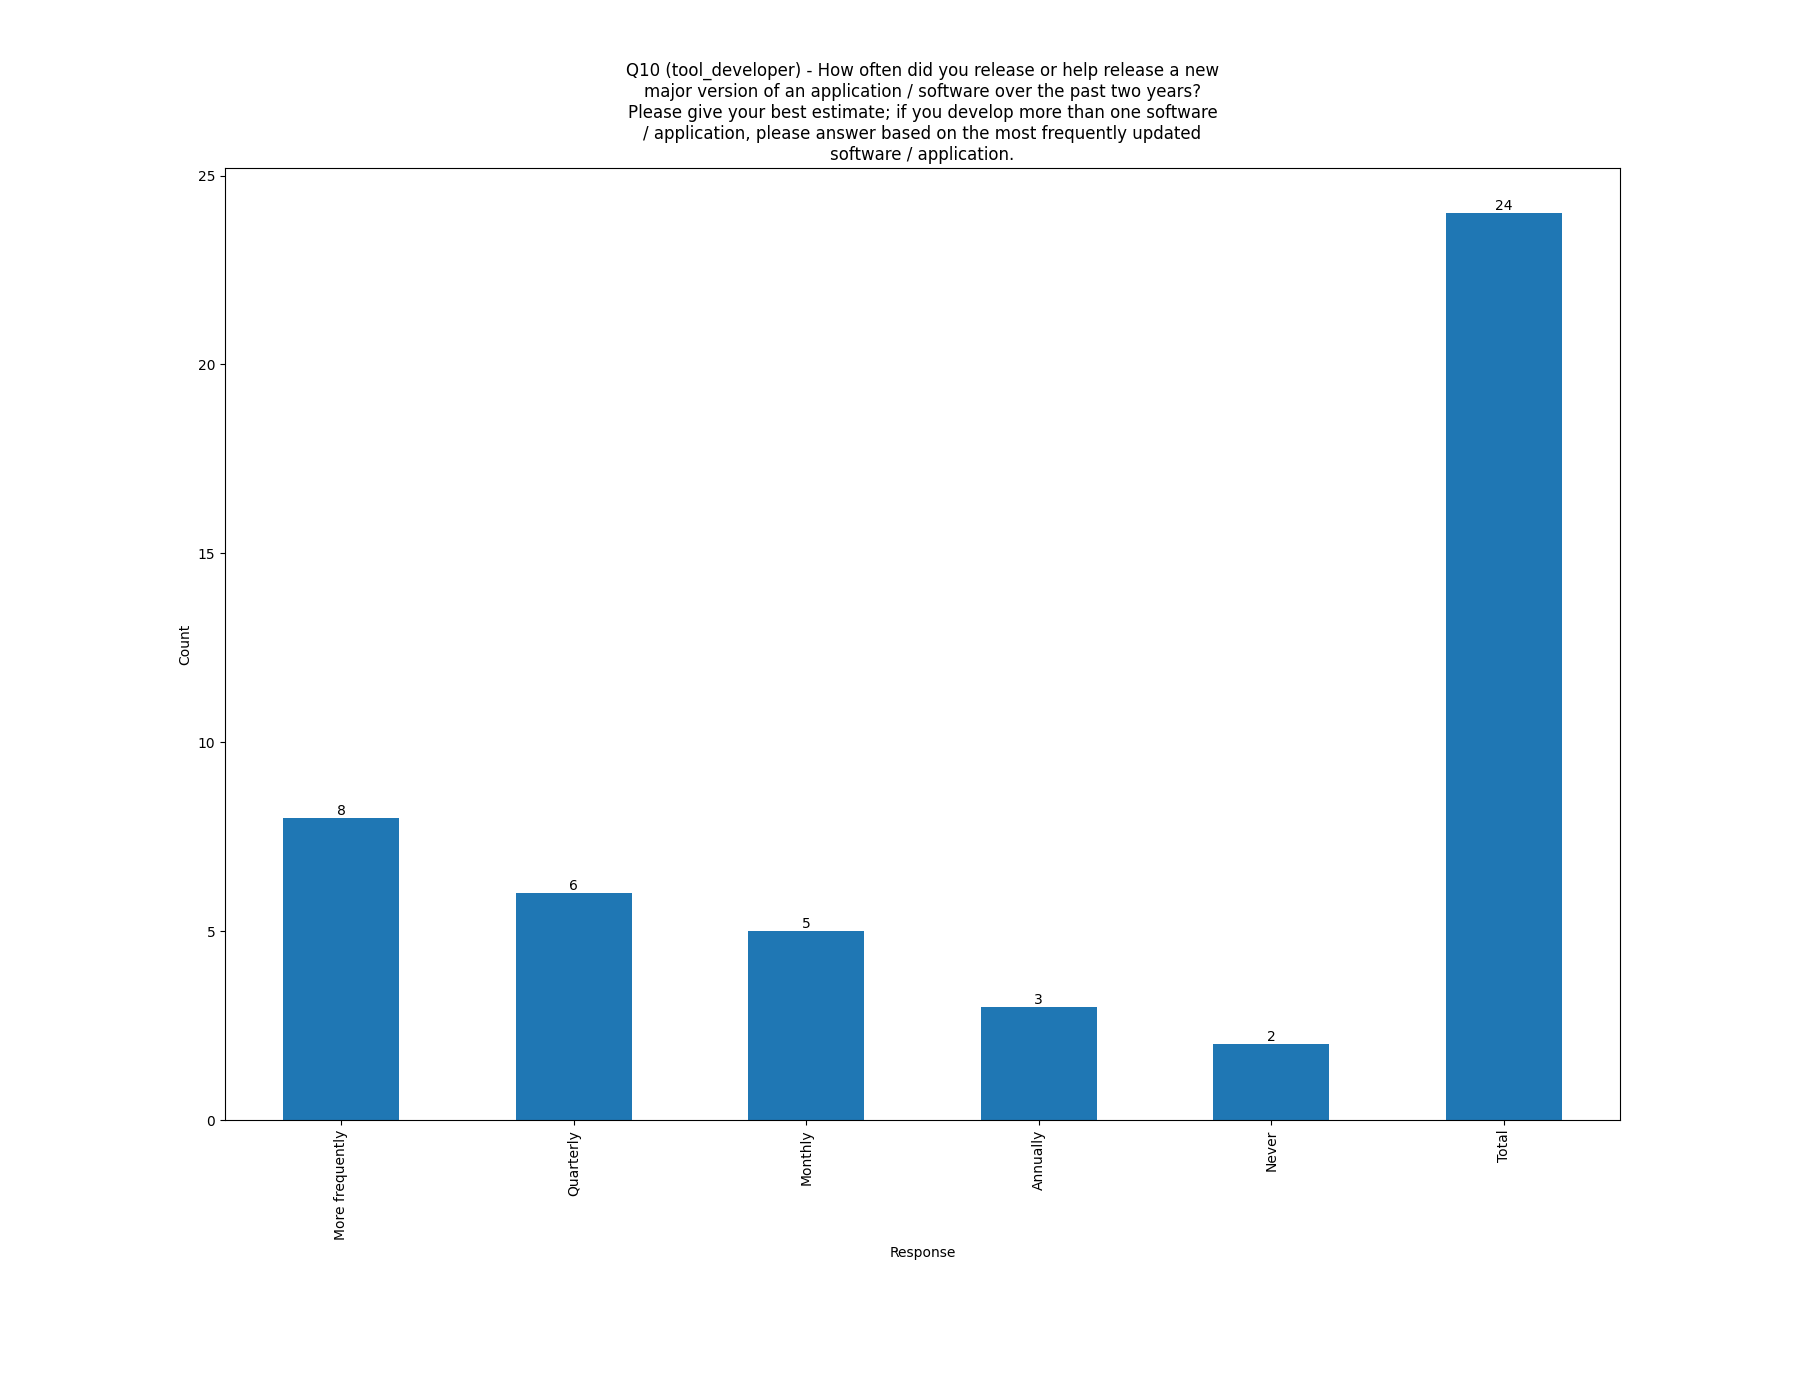 Q10 (tool_developer) - How often did you release or help release a new
major version of an application / software over the past two years?
Please give your best estimate; if you develop more than one software
/ application, please answer based on the most frequently updated
software / application.
25
20
15
10
5
0
Count
8
6
5
3
2
24
More frequently
Quarterly
Monthly
Annually
Never
Total
Response